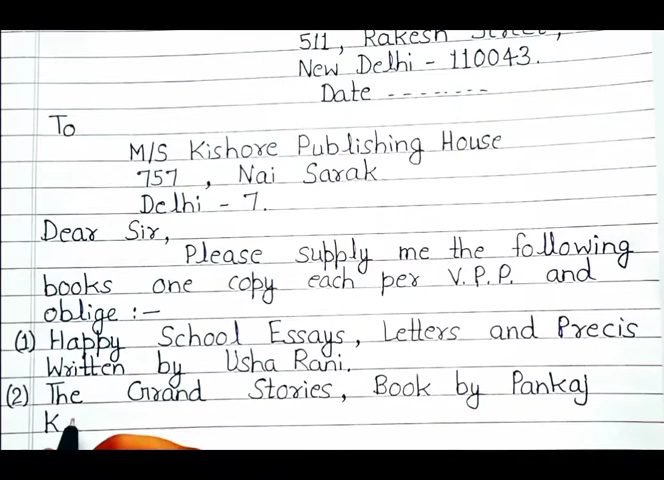 511, Rakesh Street,
New Delhi - 110043.
Date --------
To
M/S Kishore Publishing House
757, Nai Sarak
Delhi - 7.
Dear Sir,
Please supply me the following
books one copy each per V.P.P. and
oblige :-
(1) Happy School Essays, Letters and Precis
Written by Usha Rani.
(2) The Grand Stories, Book by Pankaj
K